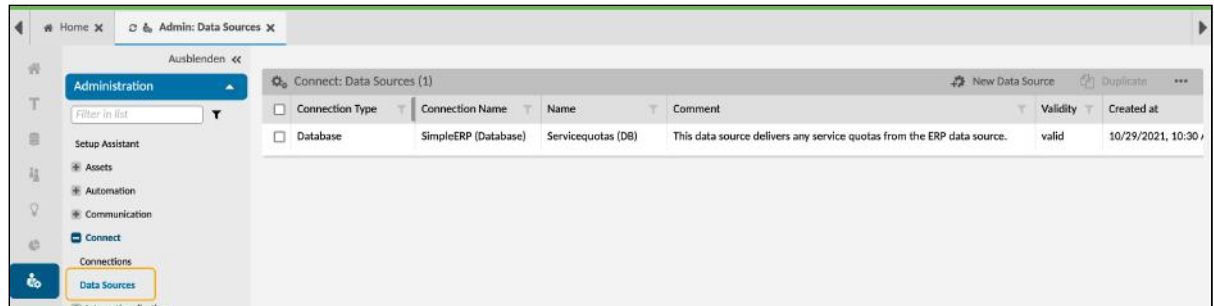 Home
Admin: Data Sources
Ausblenden
Administration
Filter in list
Setup Assistant
Assets
Automation
Communication
Connect
Connections
Data Sources
Connect: Data Sources (1) New Data Source Duplicate
Connection Type Connection Name Name Comment Validity Created at
Database SimpleERP (Database) Servicequotas (DB) This data source delivers any service quotas from the ERP data source. valid 10/29/2021, 10:30